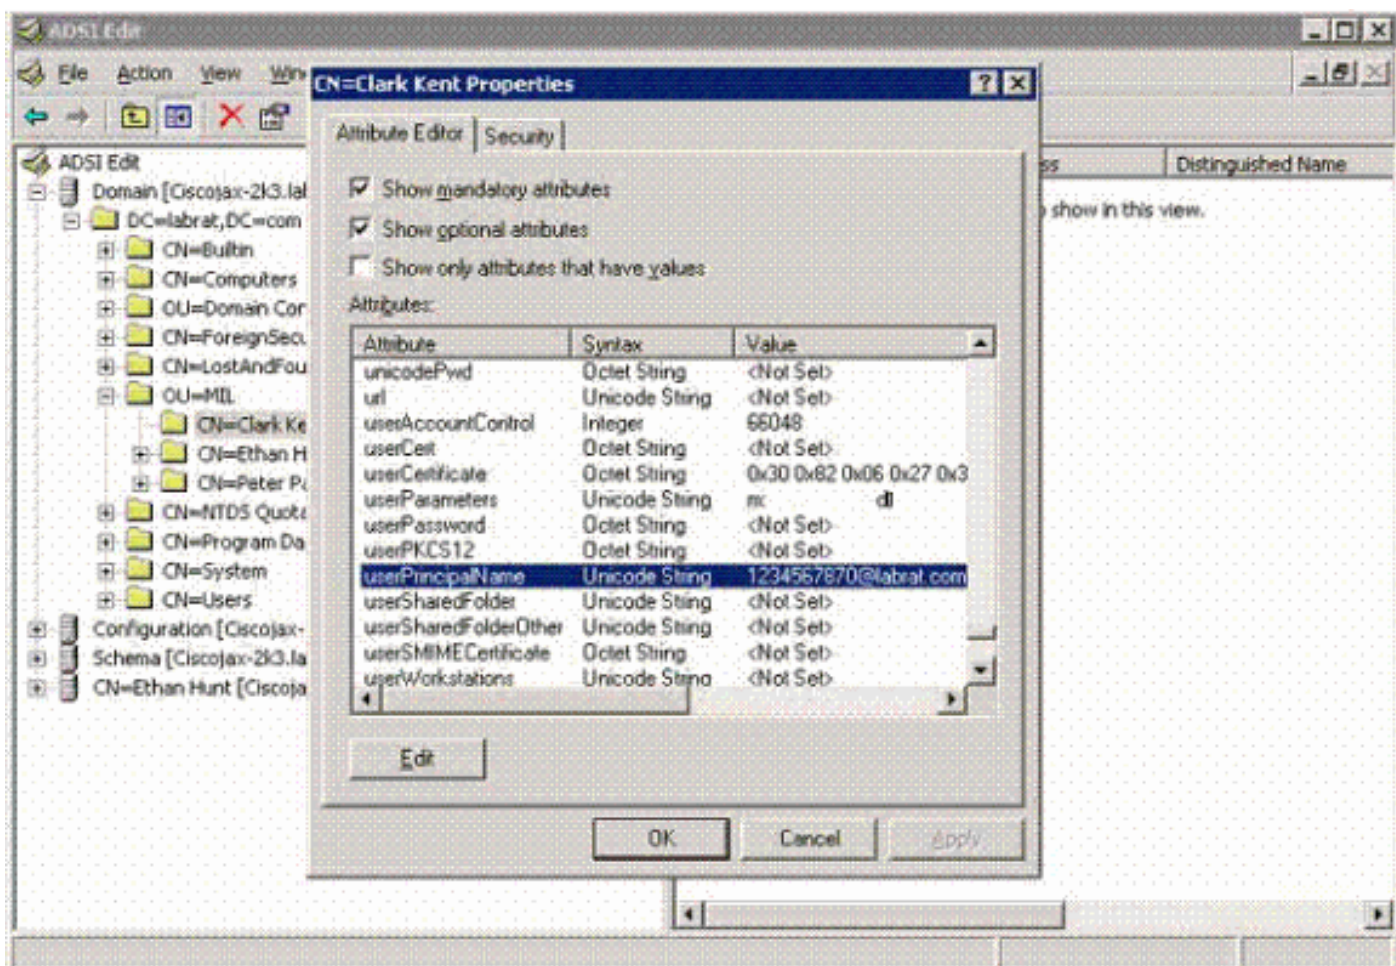 ADSI Edit
File Action View Win
CN=Clark Kent Properties
Attribute Editor Security
Show mandatory attributes
Show optional attributes
Show only attributes that have values
Attributes:
Attribute Syntax Value
unicodePwd Octet String <Not Set>
url Unicode String <Not Set>
userAccountControl Integer 66048
userCert Octet String <Not Set>
userCertificate Octet String 0x30 0x82 0x06 0x27 0x3
userParameters Unicode String m: d
userPassword Octet String <Not Set>
userPKCS12 Octet String <Not Set>
userPrincipalName Unicode String 1234567870@labrat.com
userSharedFolder Unicode String <Not Set>
userSharedFolderOther Unicode String <Not Set>
userSMIMECertificate Octet String <Not Set>
userWorkstations Unicode String <Not Set>
Edit
OK Cancel Apply
ADSI Edit
Domain [Ciscojax-2k3.lab
DC=labrat,DC=com
CN=Builtin
CN=Computers
OU=Domain Con
CN=ForeignSecu
CN=LostAndFou
OU=MIL
CN=Clark Ke
CN=Ethan H
CN=Peter Pa
CN=NTDS Quota
CN=Program Da
CN=System
CN=Users
Configuration [Ciscojax-
Schema [Ciscojax-2k3.la
CN=Ethan Hunt [Ciscoja
ss Distinguished Name
show in this view.